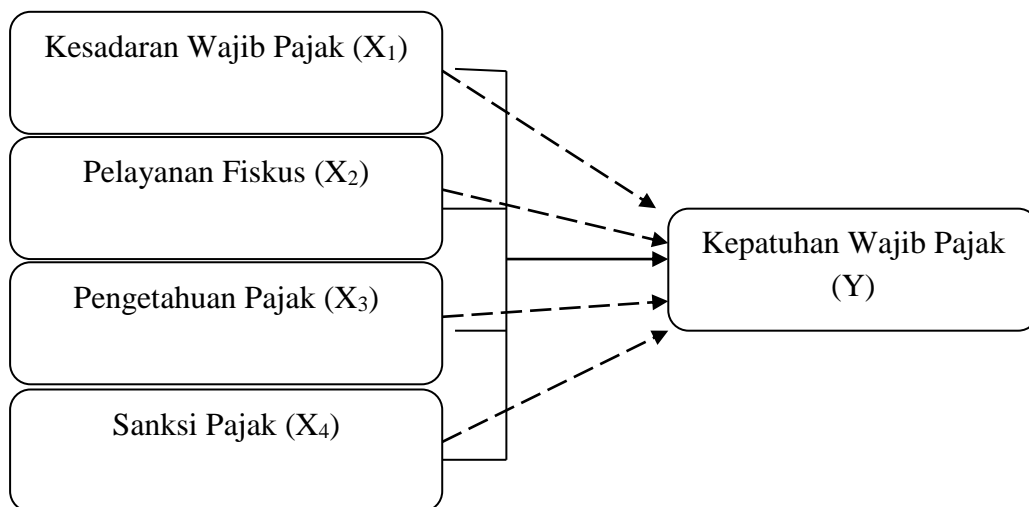 Kesadaran Wajib Pajak (X₁)
Pelayanan Fiskus (X₂)
Pengetahuan Pajak (X₃)
Sanksi Pajak (X₄)
Kepatuhan Wajib Pajak
(Y)